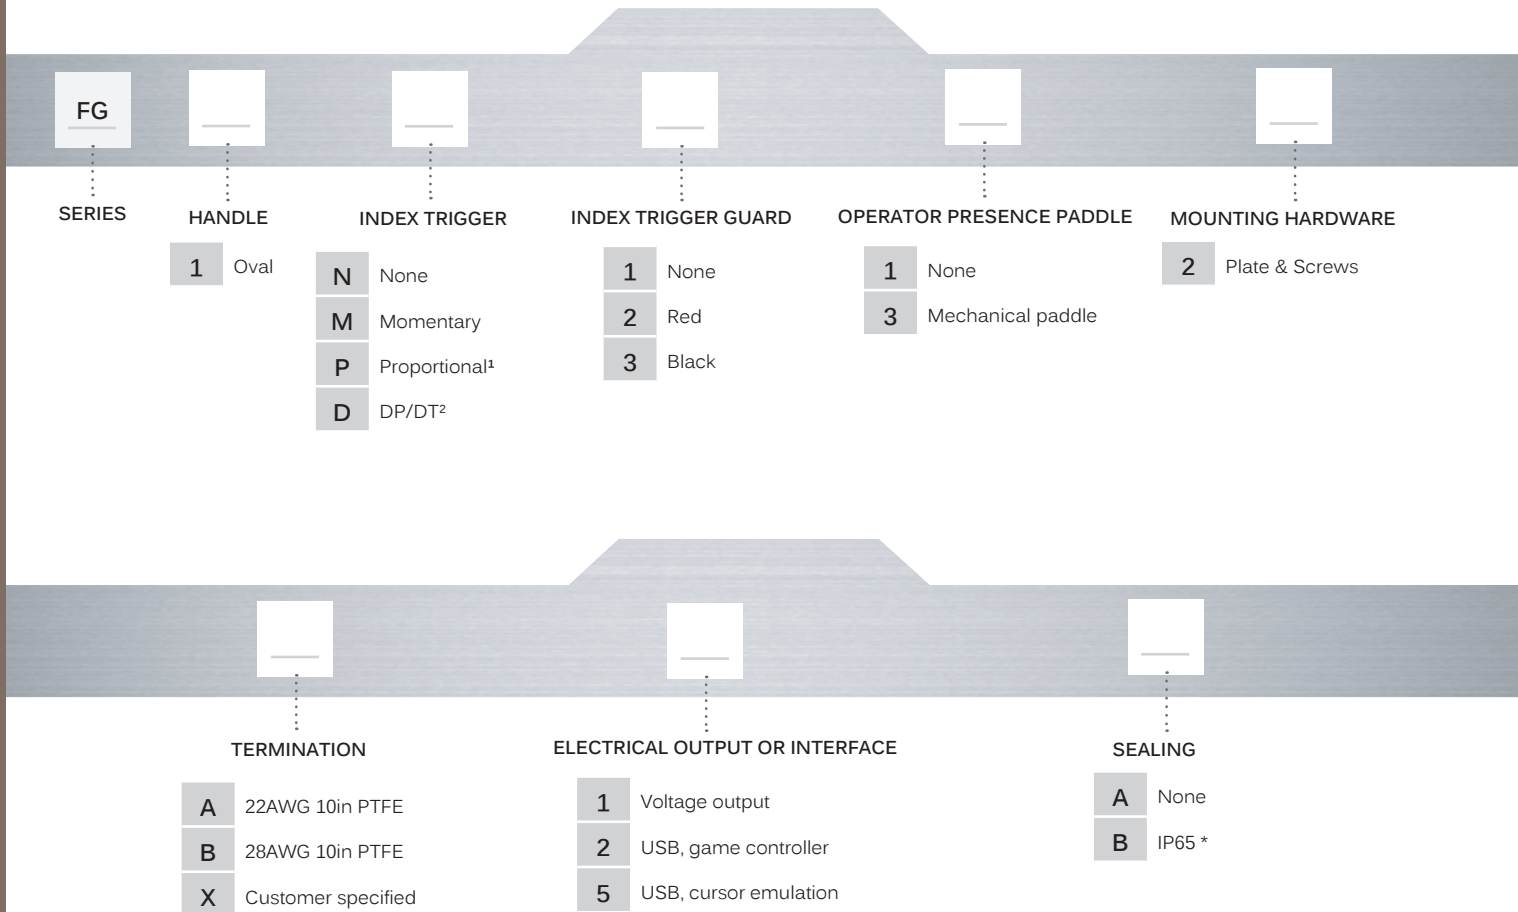 FG
SERIES
HANDLE
1 Oval
INDEX TRIGGER
N None
M Momentary
P Proportional¹
D DP/DT²
INDEX TRIGGER GUARD
1 None
2 Red
3 Black
OPERATOR PRESENCE PADDLE
1 None
3 Mechanical paddle
MOUNTING HARDWARE
2 Plate & Screws
TERMINATION
A 22AWG 10in PTFE
B 28AWG 10in PTFE
X Customer specified
ELECTRICAL OUTPUT OR INTERFACE
1 Voltage output
2 USB, game controller
5 USB, cursor emulation
SEALING
A None
B IP65 *